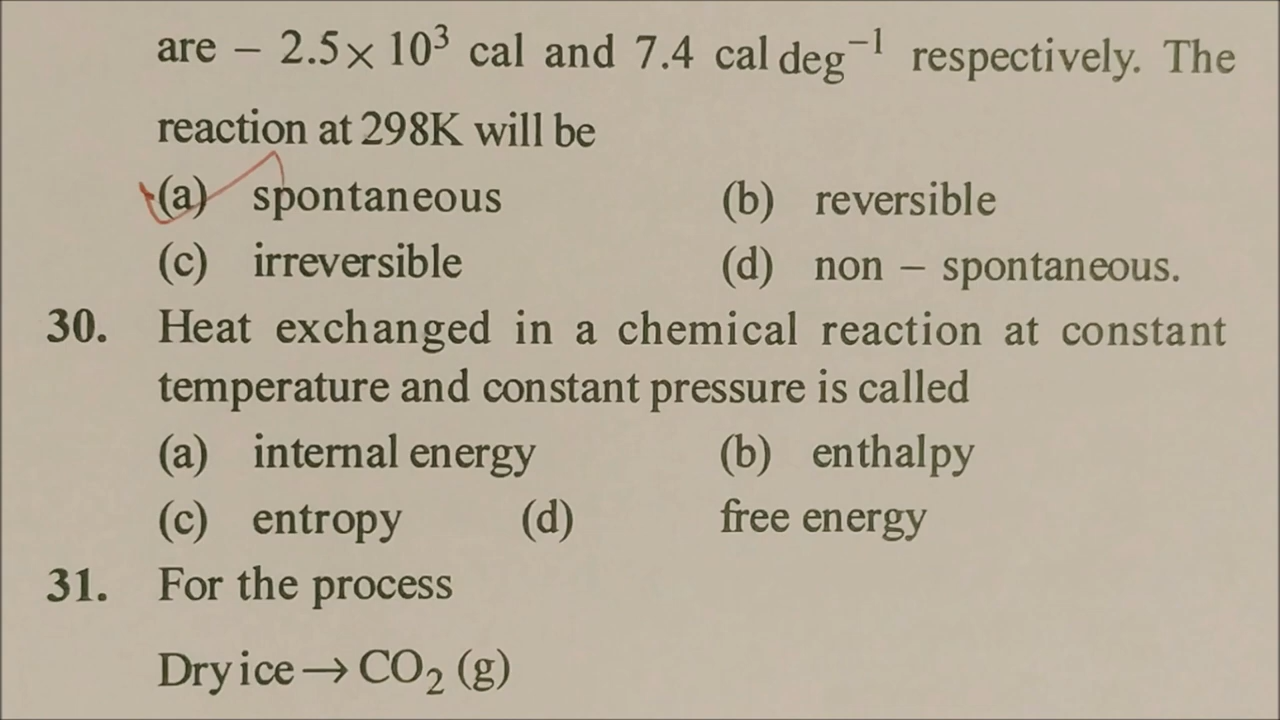 are – 2.5× 10³ cal and 7.4 cal deg⁻¹ respectively. The
reaction at 298K will be
(a) spontaneous (b) reversible
(c) irreversible (d) non – spontaneous.
30. Heat exchanged in a chemical reaction at constant
temperature and constant pressure is called
(a) internal energy (b) enthalpy
(c) entropy (d) free energy
31. For the process
Dry ice → CO₂ (g)